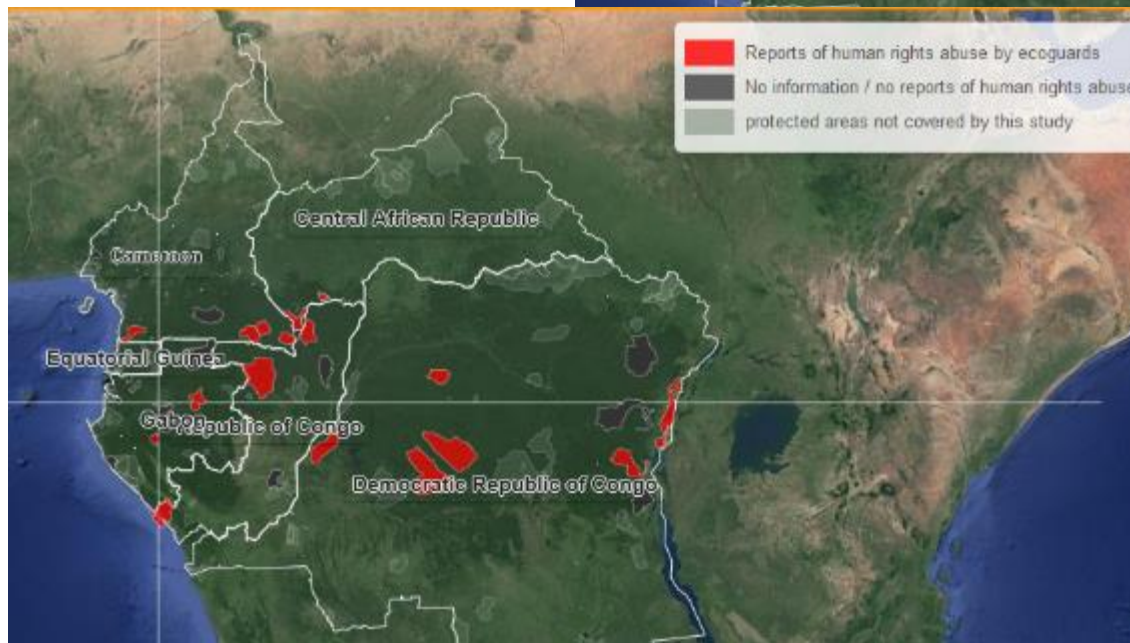 Reports of human rights abuse by ecoguards
No information / no reports of human rights abuse
protected areas not covered by this study
Central African Republic
Cameroon
Equatorial Guinea
Gabon
Republic of Congo
Democratic Republic of Congo